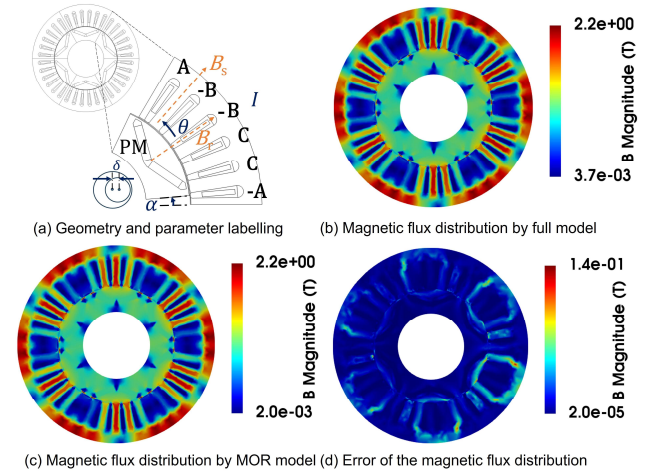 A
B_s
-B
I
-B
θ
B_r
C
PM
C
δ
-A
α
(a) Geometry and parameter labelling
2.2e+00
B Magnitude (T)
3.7e-03
(b) Magnetic flux distribution by full model
2.2e+00
B Magnitude (T)
2.0e-03
(c) Magnetic flux distribution by MOR model
1.4e-01
B Magnitude (T)
2.0e-05
(d) Error of the magnetic flux distribution